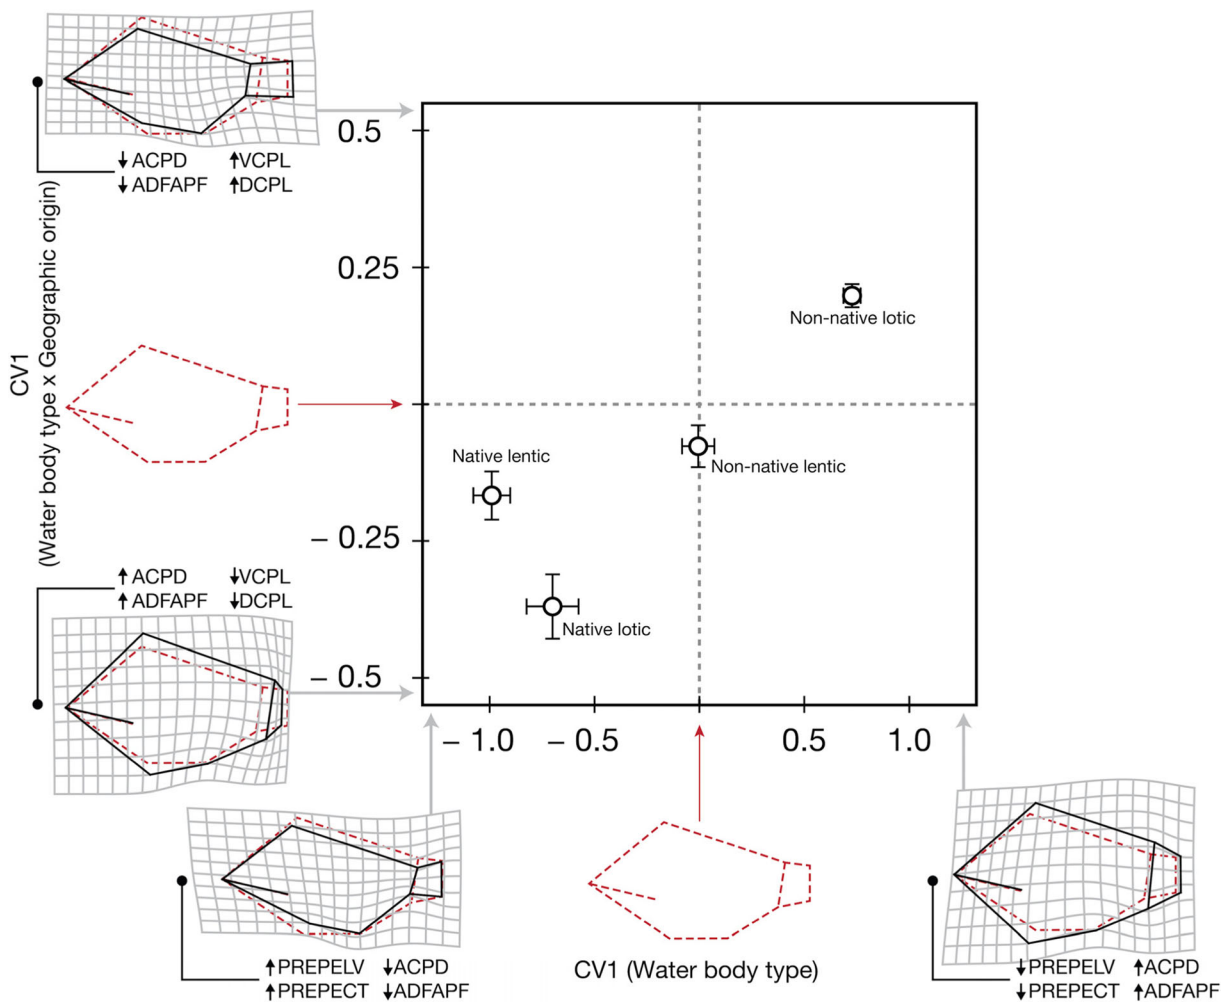 ↓ACPD ↑VCPL
↓ADFAPF ↑DCPL
CV1
(Water body type x Geographic origin)
0.5
0.25
– 0.25
– 0.5
Non-native lotic
Native lentic
Non-native lentic
Native lotic
↑ACPD ↓VCPL
↑ADFAPF ↓DCPL
– 1.0 – 0.5 0.5 1.0
↑PREPELV ↓ACPD
↑PREPECT ↓ADFAPF
CV1 (Water body type)
↓PREPELV ↑ACPD
↓PREPECT ↑ADFAPF